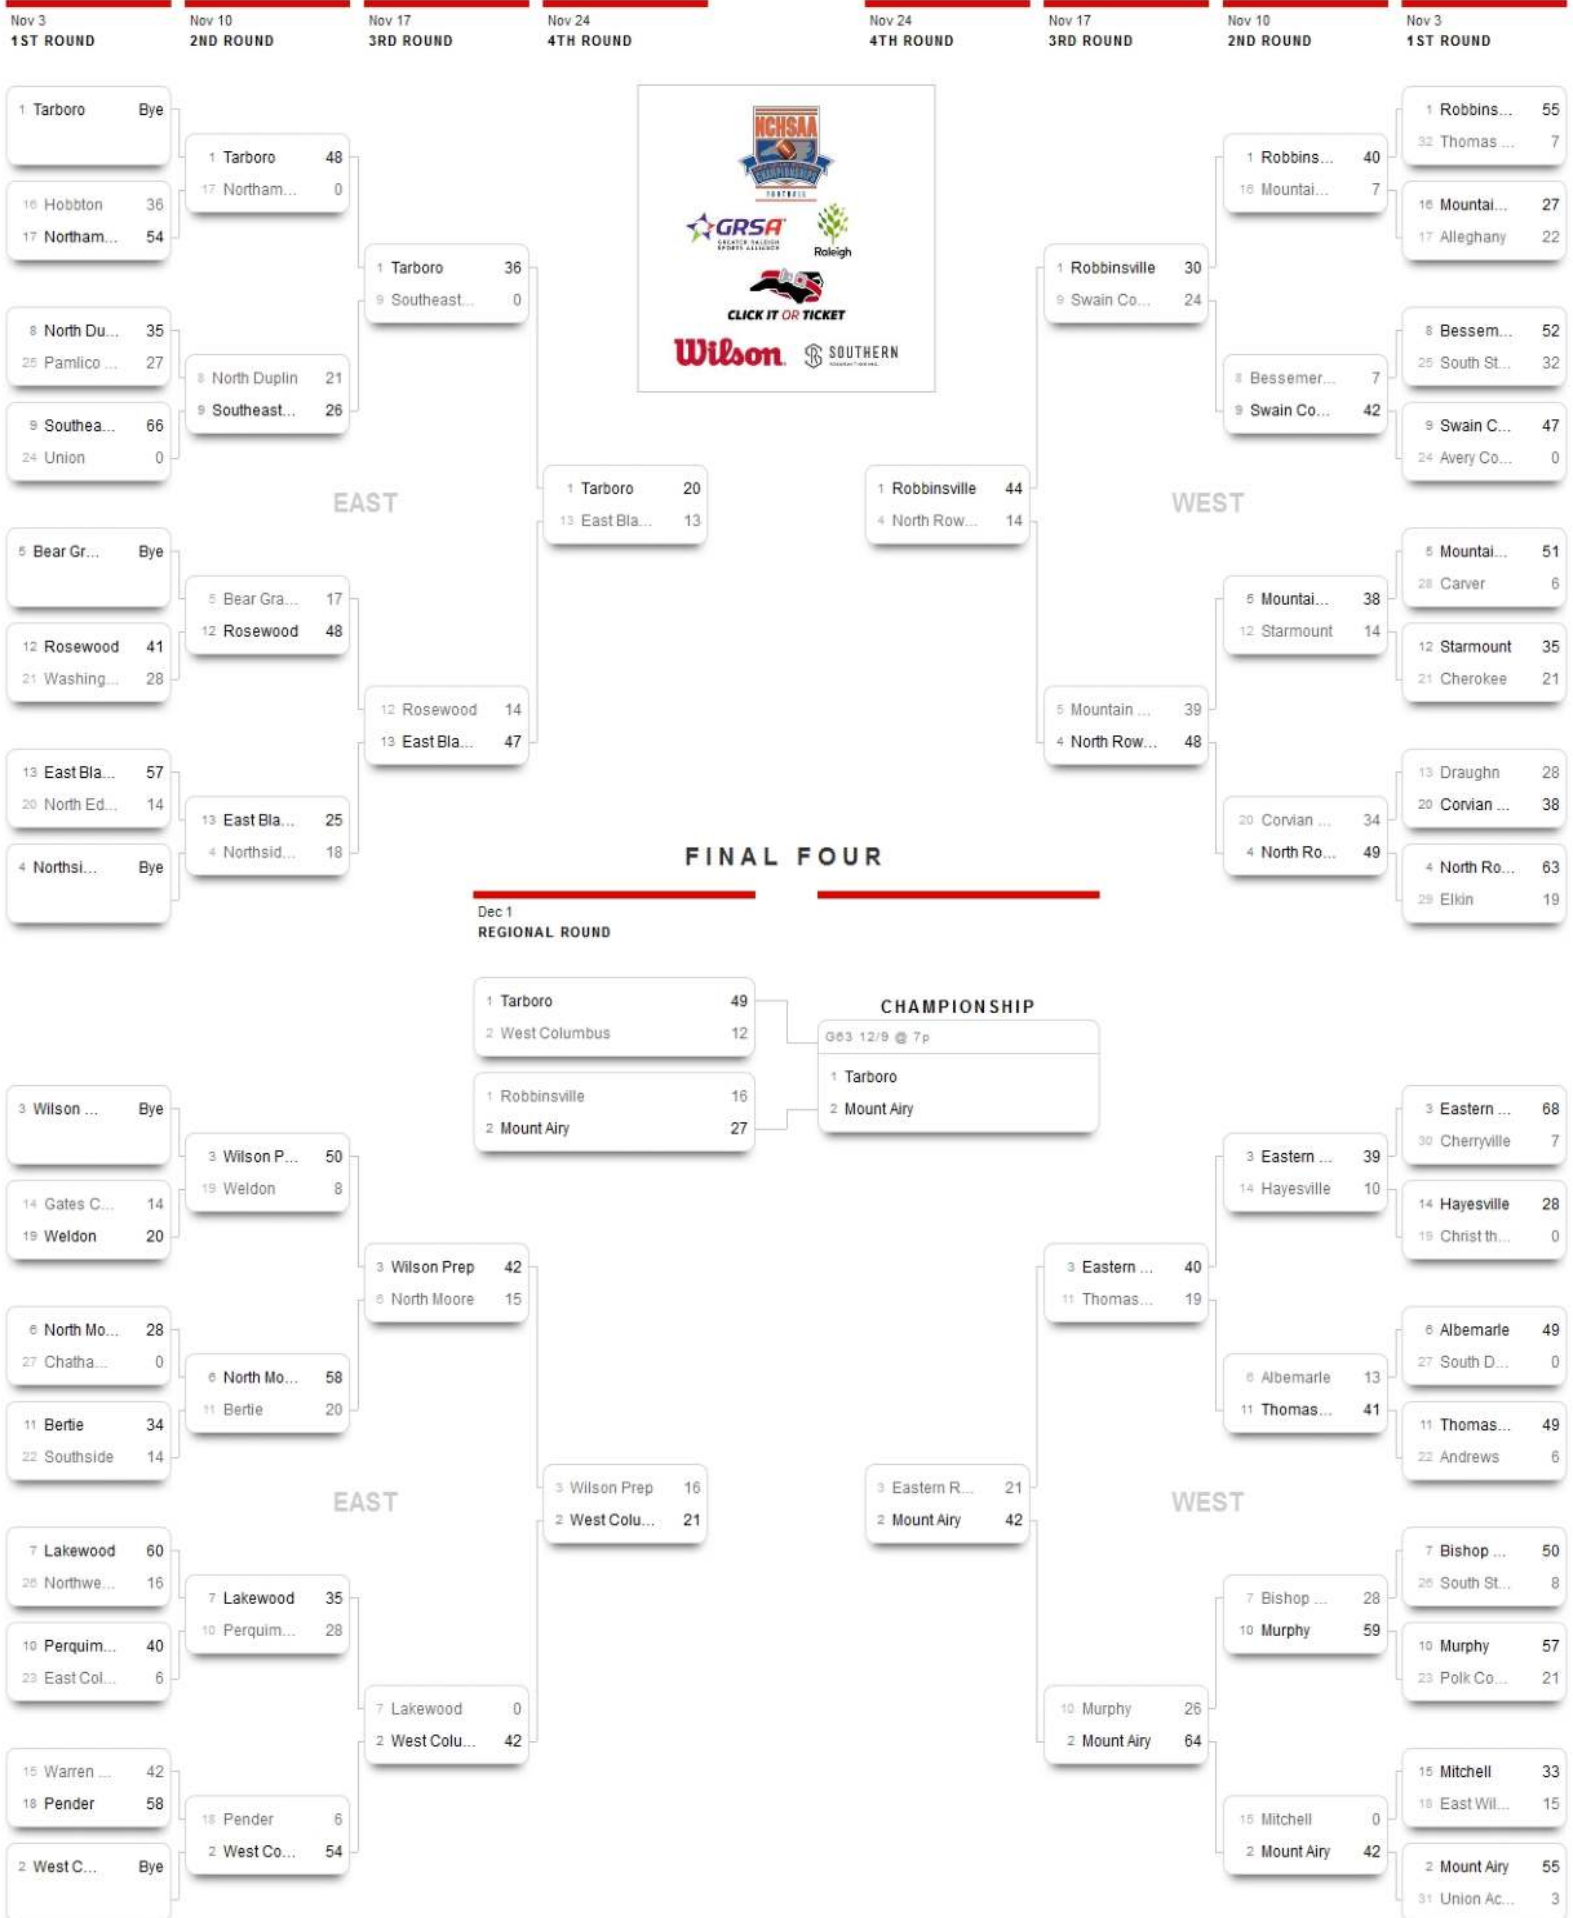 Nov 3
1ST ROUND
Nov 10
2ND ROUND
Nov 17
3RD ROUND
Nov 24
4TH ROUND
Nov 24
4TH ROUND
Nov 17
3RD ROUND
Nov 10
2ND ROUND
Nov 3
1ST ROUND
1 Tarboro Bye
16 Hobbton 36
17 Northam... 54
8 North Du... 35
25 Pamlico ... 27
9 Southea... 66
24 Union 0
5 Bear Gr... Bye
12 Rosewood 41
21 Washing... 28
13 East Bla... 57
20 North Ed... 14
4 Northsi... Bye
1 Tarboro 48
17 Northam... 0
8 North Duplin 21
9 Southeast... 26
5 Bear Gra... 17
12 Rosewood 48
13 East Bla... 25
4 Northsid... 18
1 Tarboro 36
9 Southeast... 0
12 Rosewood 14
13 East Bla... 47
EAST
1 Tarboro 20
13 East Bla... 13
NCHSAA
CHAMPIONSHIPS
FOOTBALL
GRSA
GREATER RALEIGH
SPORTS ALLIANCE
Raleigh
CLICK IT OR TICKET
Wilson
SOUTHERN
1 Robbinsville 44
4 North Row... 14
WEST
1 Robbinsville 30
9 Swain Co... 24
5 Mountain ... 39
4 North Row... 48
1 Robbins... 40
16 Mountai... 7
8 Bessemer... 7
9 Swain Co... 42
5 Mountai... 38
12 Starmount 14
20 Corvian ... 34
4 North Ro... 49
1 Robbins... 55
32 Thomas ... 7
16 Mountai... 27
17 Alleghany 22
8 Bessem... 52
25 South St... 32
9 Swain C... 47
24 Avery Co... 0
5 Mountai... 51
28 Carver 6
12 Starmount 35
21 Cherokee 21
13 Draughn 28
20 Corvian ... 38
4 North Ro... 63
29 Elkin 19
FINAL FOUR
Dec 1
REGIONAL ROUND
1 Tarboro 49
2 West Columbus 12
1 Robbinsville 16
2 Mount Airy 27
CHAMPIONSHIP
G63 12/9 @ 7p
1 Tarboro
2 Mount Airy
3 Wilson ... Bye
14 Gates C... 14
19 Weldon 20
6 North Mo... 28
27 Chatha... 0
11 Bertie 34
22 Southside 14
7 Lakewood 60
26 Northwe... 16
10 Perquim... 40
23 East Col... 6
15 Warren ... 42
18 Pender 58
2 West C... Bye
3 Wilson P... 50
19 Weldon 8
6 North Mo... 58
11 Bertie 20
7 Lakewood 35
10 Perquim... 28
18 Pender 6
2 West Co... 54
3 Wilson Prep 42
6 North Moore 15
7 Lakewood 0
2 West Colu... 42
EAST
3 Wilson Prep 16
2 West Colu... 21
3 Eastern R... 21
2 Mount Airy 42
WEST
3 Eastern ... 40
11 Thomas... 19
10 Murphy 26
2 Mount Airy 64
3 Eastern ... 39
14 Hayesville 10
6 Albemarle 13
11 Thomas... 41
7 Bishop ... 28
10 Murphy 59
15 Mitchell 0
2 Mount Airy 42
3 Eastern ... 68
30 Cherryville 7
14 Hayesville 28
19 Christ th... 0
6 Albemarle 49
27 South D... 0
11 Thomas... 49
22 Andrews 6
7 Bishop ... 50
26 South St... 8
10 Murphy 57
23 Polk Co... 21
15 Mitchell 33
18 East Wil... 15
2 Mount Airy 55
31 Union Ac... 3